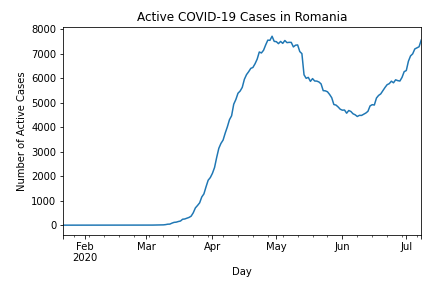 Active COVID-19 Cases in Romania
Number of Active Cases
8000
7000
6000
5000
4000
3000
2000
1000
0
Feb Mar Apr May Jun Jul
2020
Day